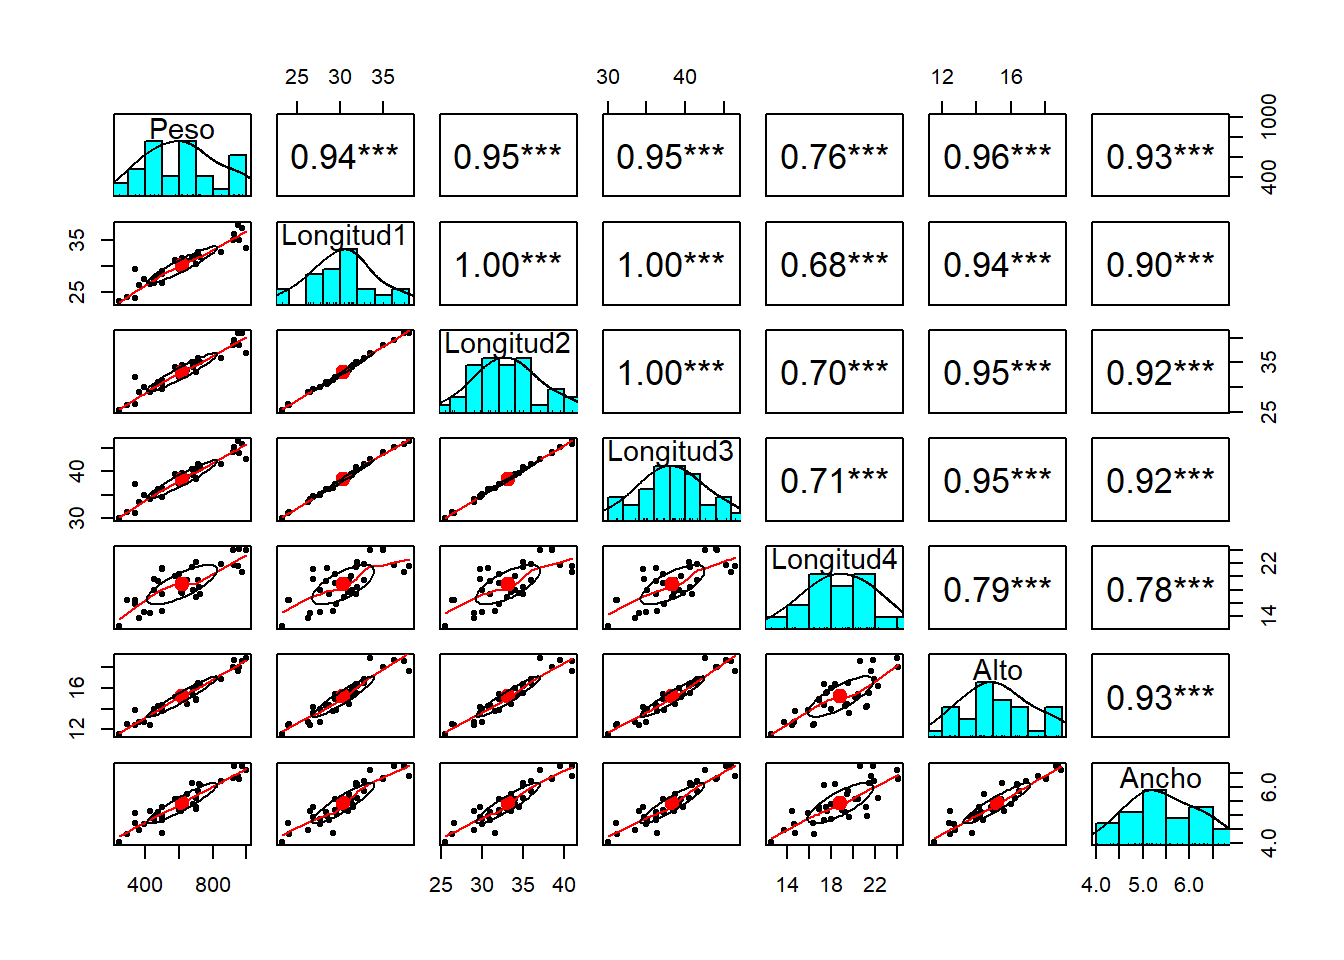 25 30 35 30 40 12 16
Peso 0.94*** 0.95*** 0.95*** 0.76*** 0.96*** 0.93*** 400 1000
25 35 Longitud1 1.00*** 1.00*** 0.68*** 0.94*** 0.90***
Longitud2 1.00*** 0.70*** 0.95*** 0.92*** 25 35
30 40 Longitud3 0.71*** 0.95*** 0.92***
Longitud4 0.79*** 0.78*** 14 22
12 16 Alto 0.93***
Ancho 4.0 6.0
400 800 25 30 35 40 14 18 22 4.0 5.0 6.0